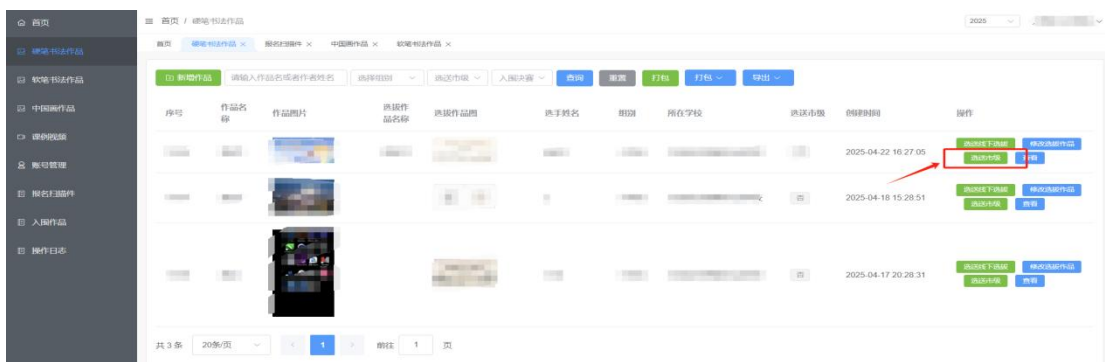 首页
硬笔书法作品
软笔书法作品
中国画作品
课例视频
账号管理
报名扫描件
入围作品
操作日志
首页 / 硬笔书法作品
2025
首页 硬笔书法作品 × 报名扫描件 × 中国画作品 × 软笔书法作品 ×
新增作品 请输入作品名或者作者姓名 选择组别 选送市级 入围决赛 查询 重置 打包 打包 导出
序号 作品名称 作品图片 选拔作品名称 选拔作品图 选手姓名 组别 所在学校 选送市级 创建时间 操作
2025-04-22 16:27:05 选送线下选拔 修改选拔作品
选送市级 查看
否 2025-04-18 15:28:51 选送线下选拔 修改选拔作品
选送市级 查看
否 2025-04-17 20:28:31 选送线下选拔 修改选拔作品
选送市级 查看
共 3 条 20条/页 1 前往 1 页